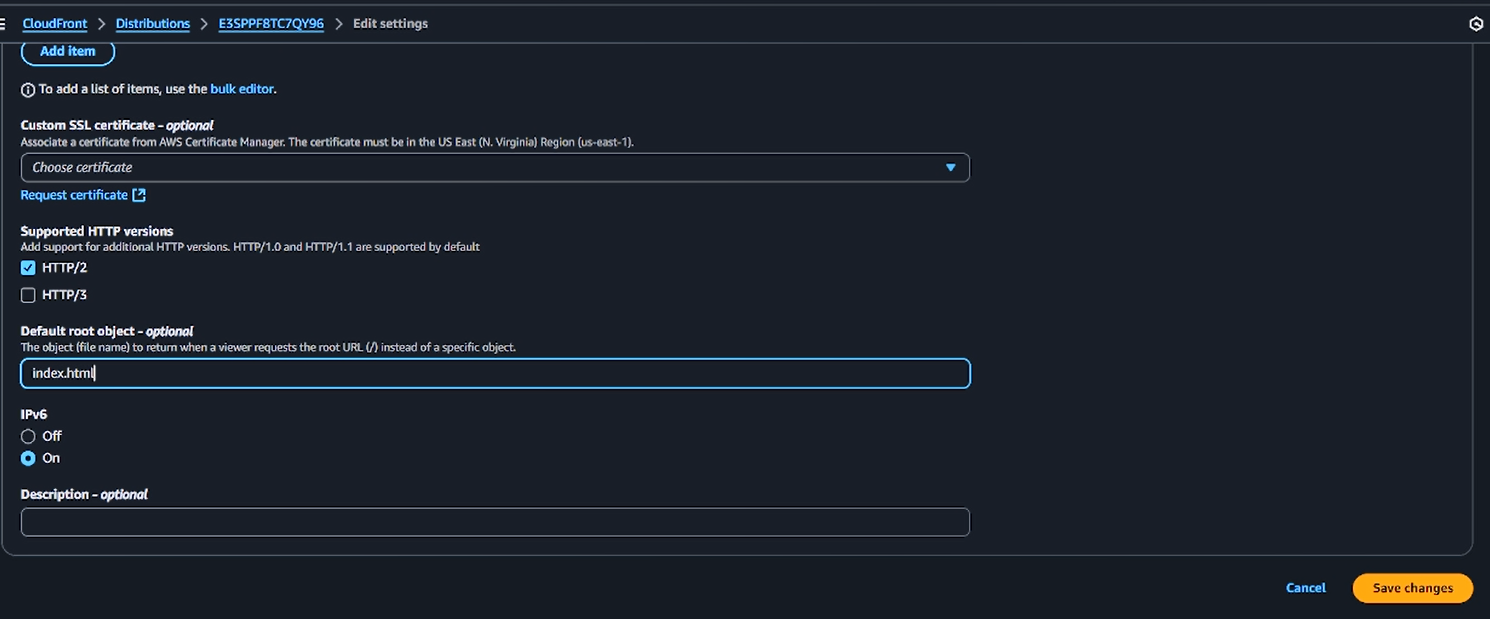 CloudFront > Distributions > E3SPPF8TC7QY96 > Edit settings
Add item
To add a list of items, use the bulk editor.
Custom SSL certificate - optional
Associate a certificate from AWS Certificate Manager. The certificate must be in the US East (N. Virginia) Region (us-east-1).
Choose certificate
Request certificate
Supported HTTP versions
Add support for additional HTTP versions. HTTP/1.0 and HTTP/1.1 are supported by default
HTTP/2
HTTP/3
Default root object - optional
The object (file name) to return when a viewer requests the root URL (/) instead of a specific object.
index.html
IPv6
Off
On
Description - optional
Cancel
Save changes